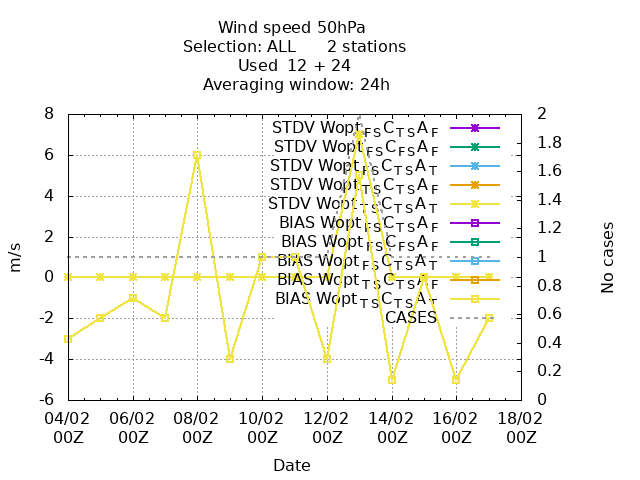 Wind speed 50hPa
Selection: ALL 2 stations
Used 12 + 24
Averaging window: 24h
m/s
No cases
8
6
4
2
0
-2
-4
-6
2
1.8
1.6
1.4
1.2
1
0.8
0.6
0.4
0.2
0
STDV Wopt FS C TS A F
STDV Wopt FS C FS A F
STDV Wopt FS C TS A T
STDV Wopt TS C TS A F
STDV Wopt TS C TS A T
BIAS Wopt FS C TS A F
BIAS Wopt FS C FS A F
BIAS Wopt FS C TS A T
BIAS Wopt TS C TS A F
BIAS Wopt TS C TS A T
CASES
04/02 06/02 08/02 10/02 12/02 14/02 16/02 18/02
00Z 00Z 00Z 00Z 00Z 00Z 00Z 00Z
Date